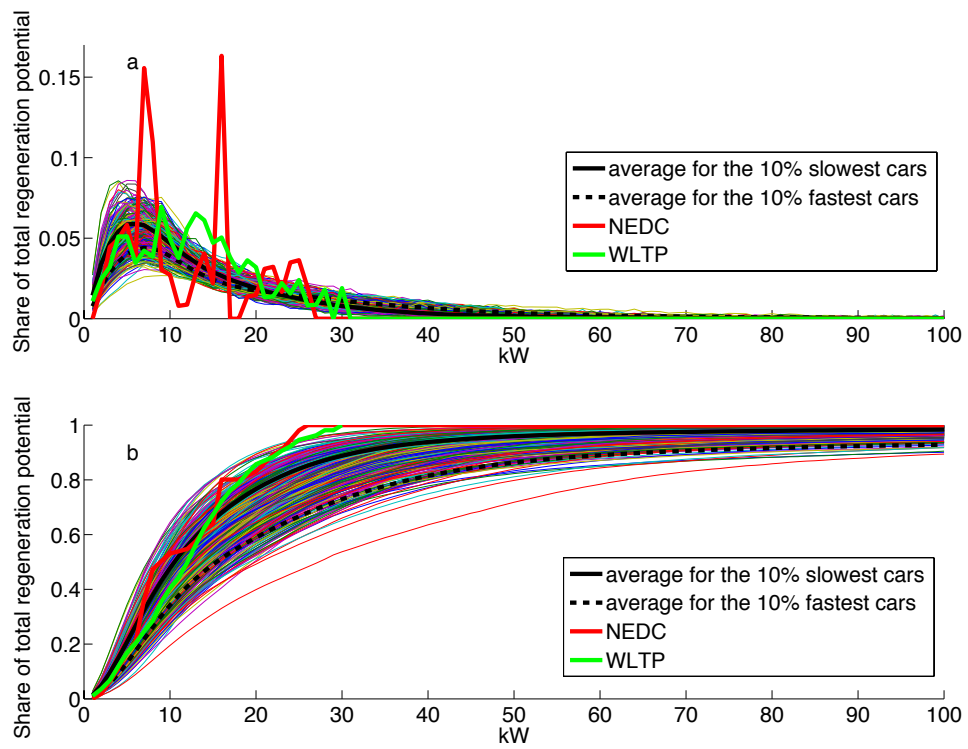 Share of total regeneration potential
a
0.15
0.1
0.05
0
0 10 20 30 40 50 60 70 80 90 100
kW
average for the 10% slowest cars
average for the 10% fastest cars
NEDC
WLTP
Share of total regeneration potential
b
1
0.8
0.6
0.4
0.2
0
0 10 20 30 40 50 60 70 80 90 100
kW
average for the 10% slowest cars
average for the 10% fastest cars
NEDC
WLTP